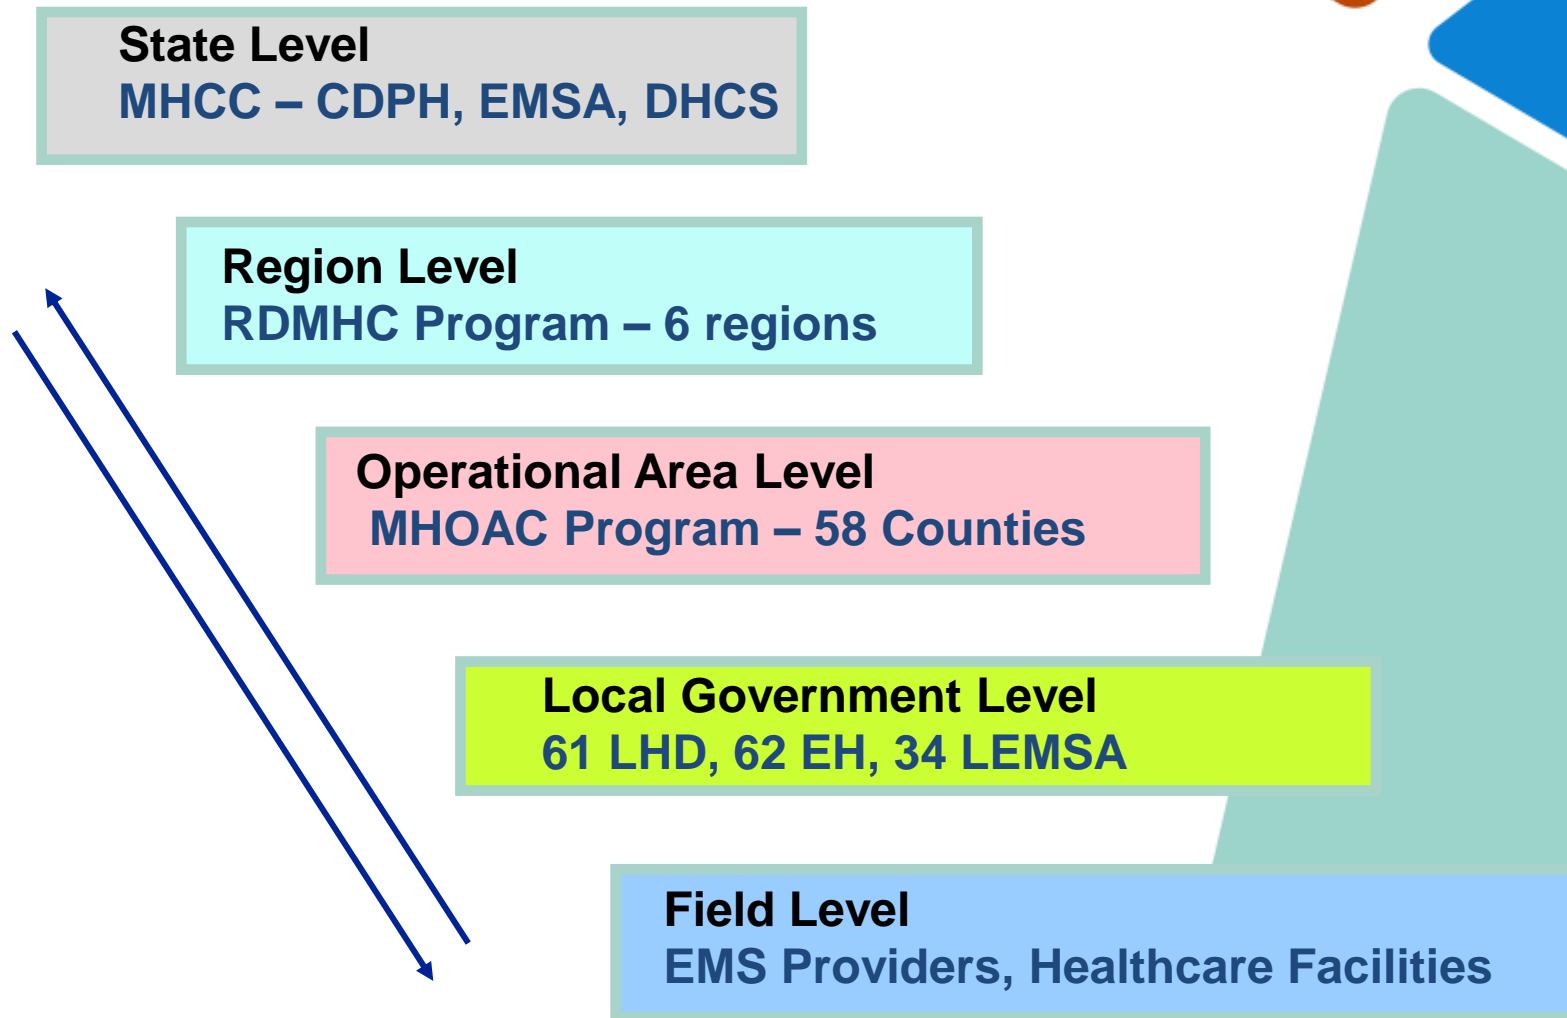 State Level
MHCC – CDPH, EMSA, DHCS
Region Level
RDMHC Program – 6 regions
Operational Area Level
MHOAC Program – 58 Counties
Local Government Level
61 LHD, 62 EH, 34 LEMSA
Field Level
EMS Providers, Healthcare Facilities